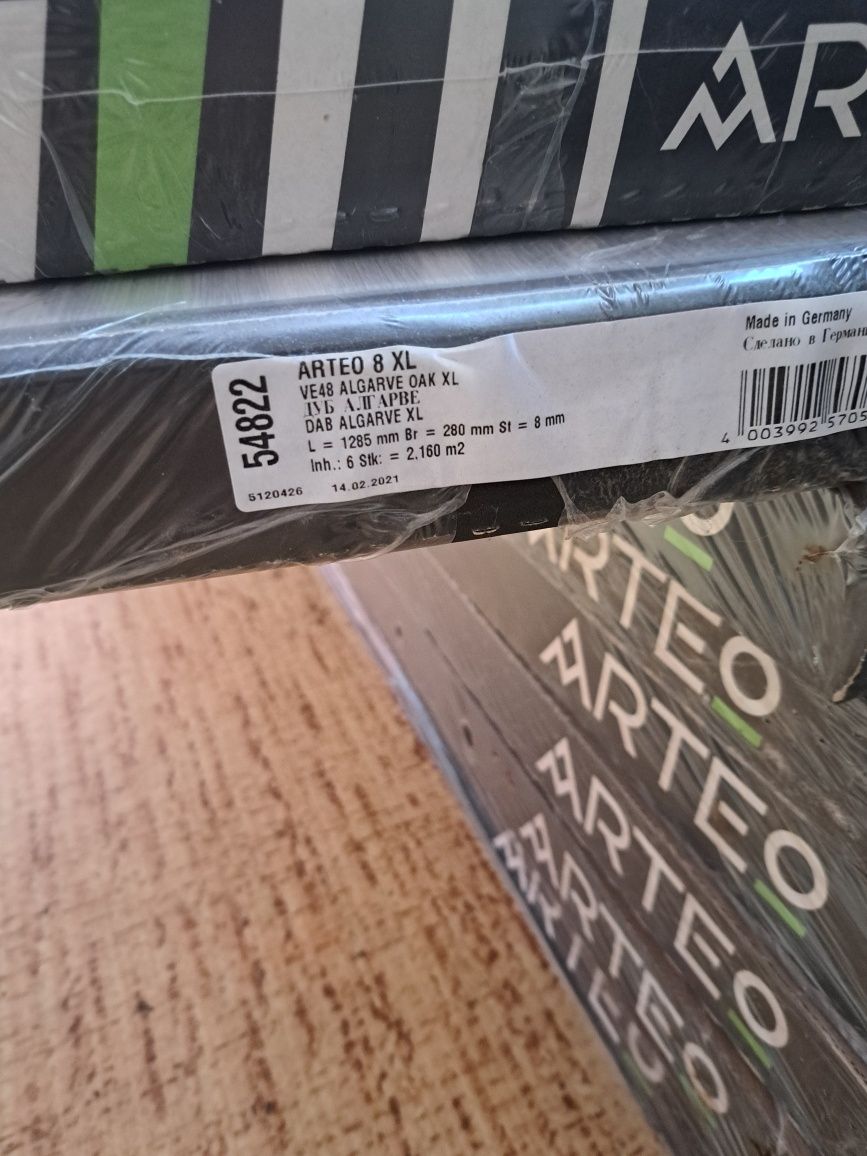 AR
54822
ARTEO 8 XL
VE48 ALGARVE OAK XL
ДУБ АЛГАРВЕ
DAB ALGARVE XL
L = 1285 mm Br = 280 mm St = 8 mm
Inh.: 6 Stk: = 2,160 m2
5120426 14.02.2021
Made in Germany
Сделано в
4 003992 5705
ARTEO
ARTEO
ARTEO
ARTEO
ARTEO